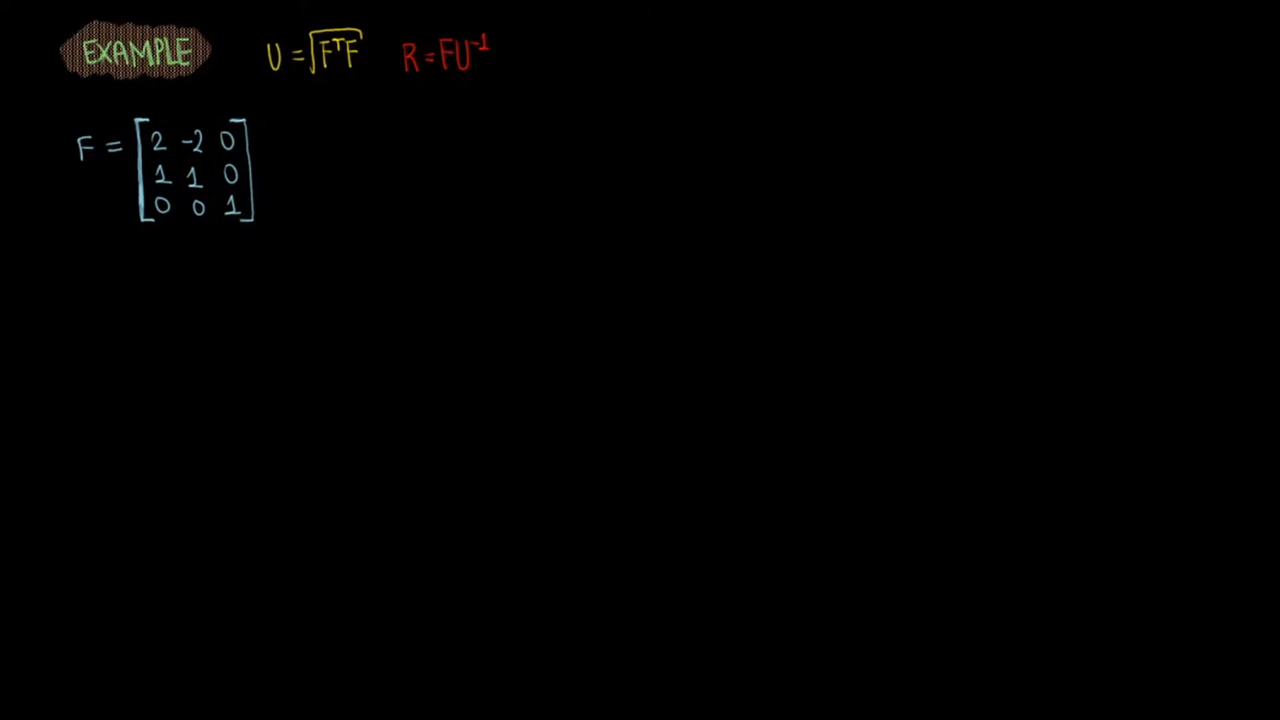 EXAMPLE U = √FᵀF R = FU⁻¹
F = [2 -2 0
1 1 0
0 0 1]